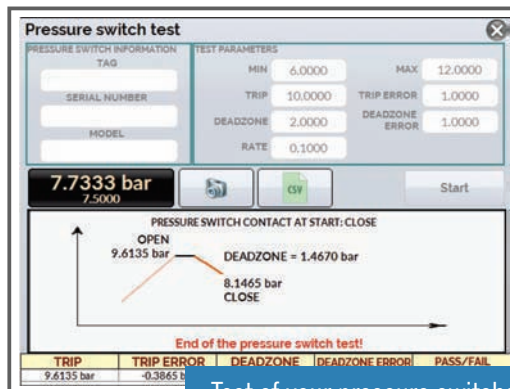 Pressure switch test
PRESSURE SWITCH INFORMATION
TAG
SERIAL NUMBER
MODEL
TEST PARAMETERS
MIN 6.0000 MAX 12.0000
TRIP 10.0000 TRIP ERROR 1.0000
DEADZONE 2.0000 DEADZONE ERROR 1.0000
RATE 0.1000
7.7333 bar
7.5000
CSV
Start
PRESSURE SWITCH CONTACT AT START: CLOSE
OPEN
9.6135 bar
DEADZONE = 1.4670 bar
8.1465 bar
CLOSE
End of the pressure switch test!
TRIP TRIP ERROR DEADZONE DEADZONE ERROR PASS/FAIL
9.6135 bar -0.3865
Test of your pressure switch